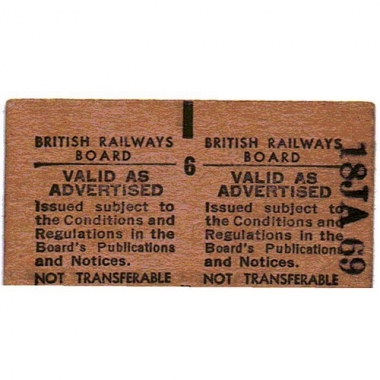 BRITISH RAILWAYS
BOARD
VALID AS
ADVERTISED
Issued subject to
the Conditions and
Regulations in the
Board's Publications
and Notices.
NOT TRANSFERABLE
6
BRITISH RAILWAYS
BOARD
VALID AS
ADVERTISED
Issued subject to
the Conditions and
Regulations in the
Board's Publications
and Notices.
NOT TRANSFERABLE
18JA 69